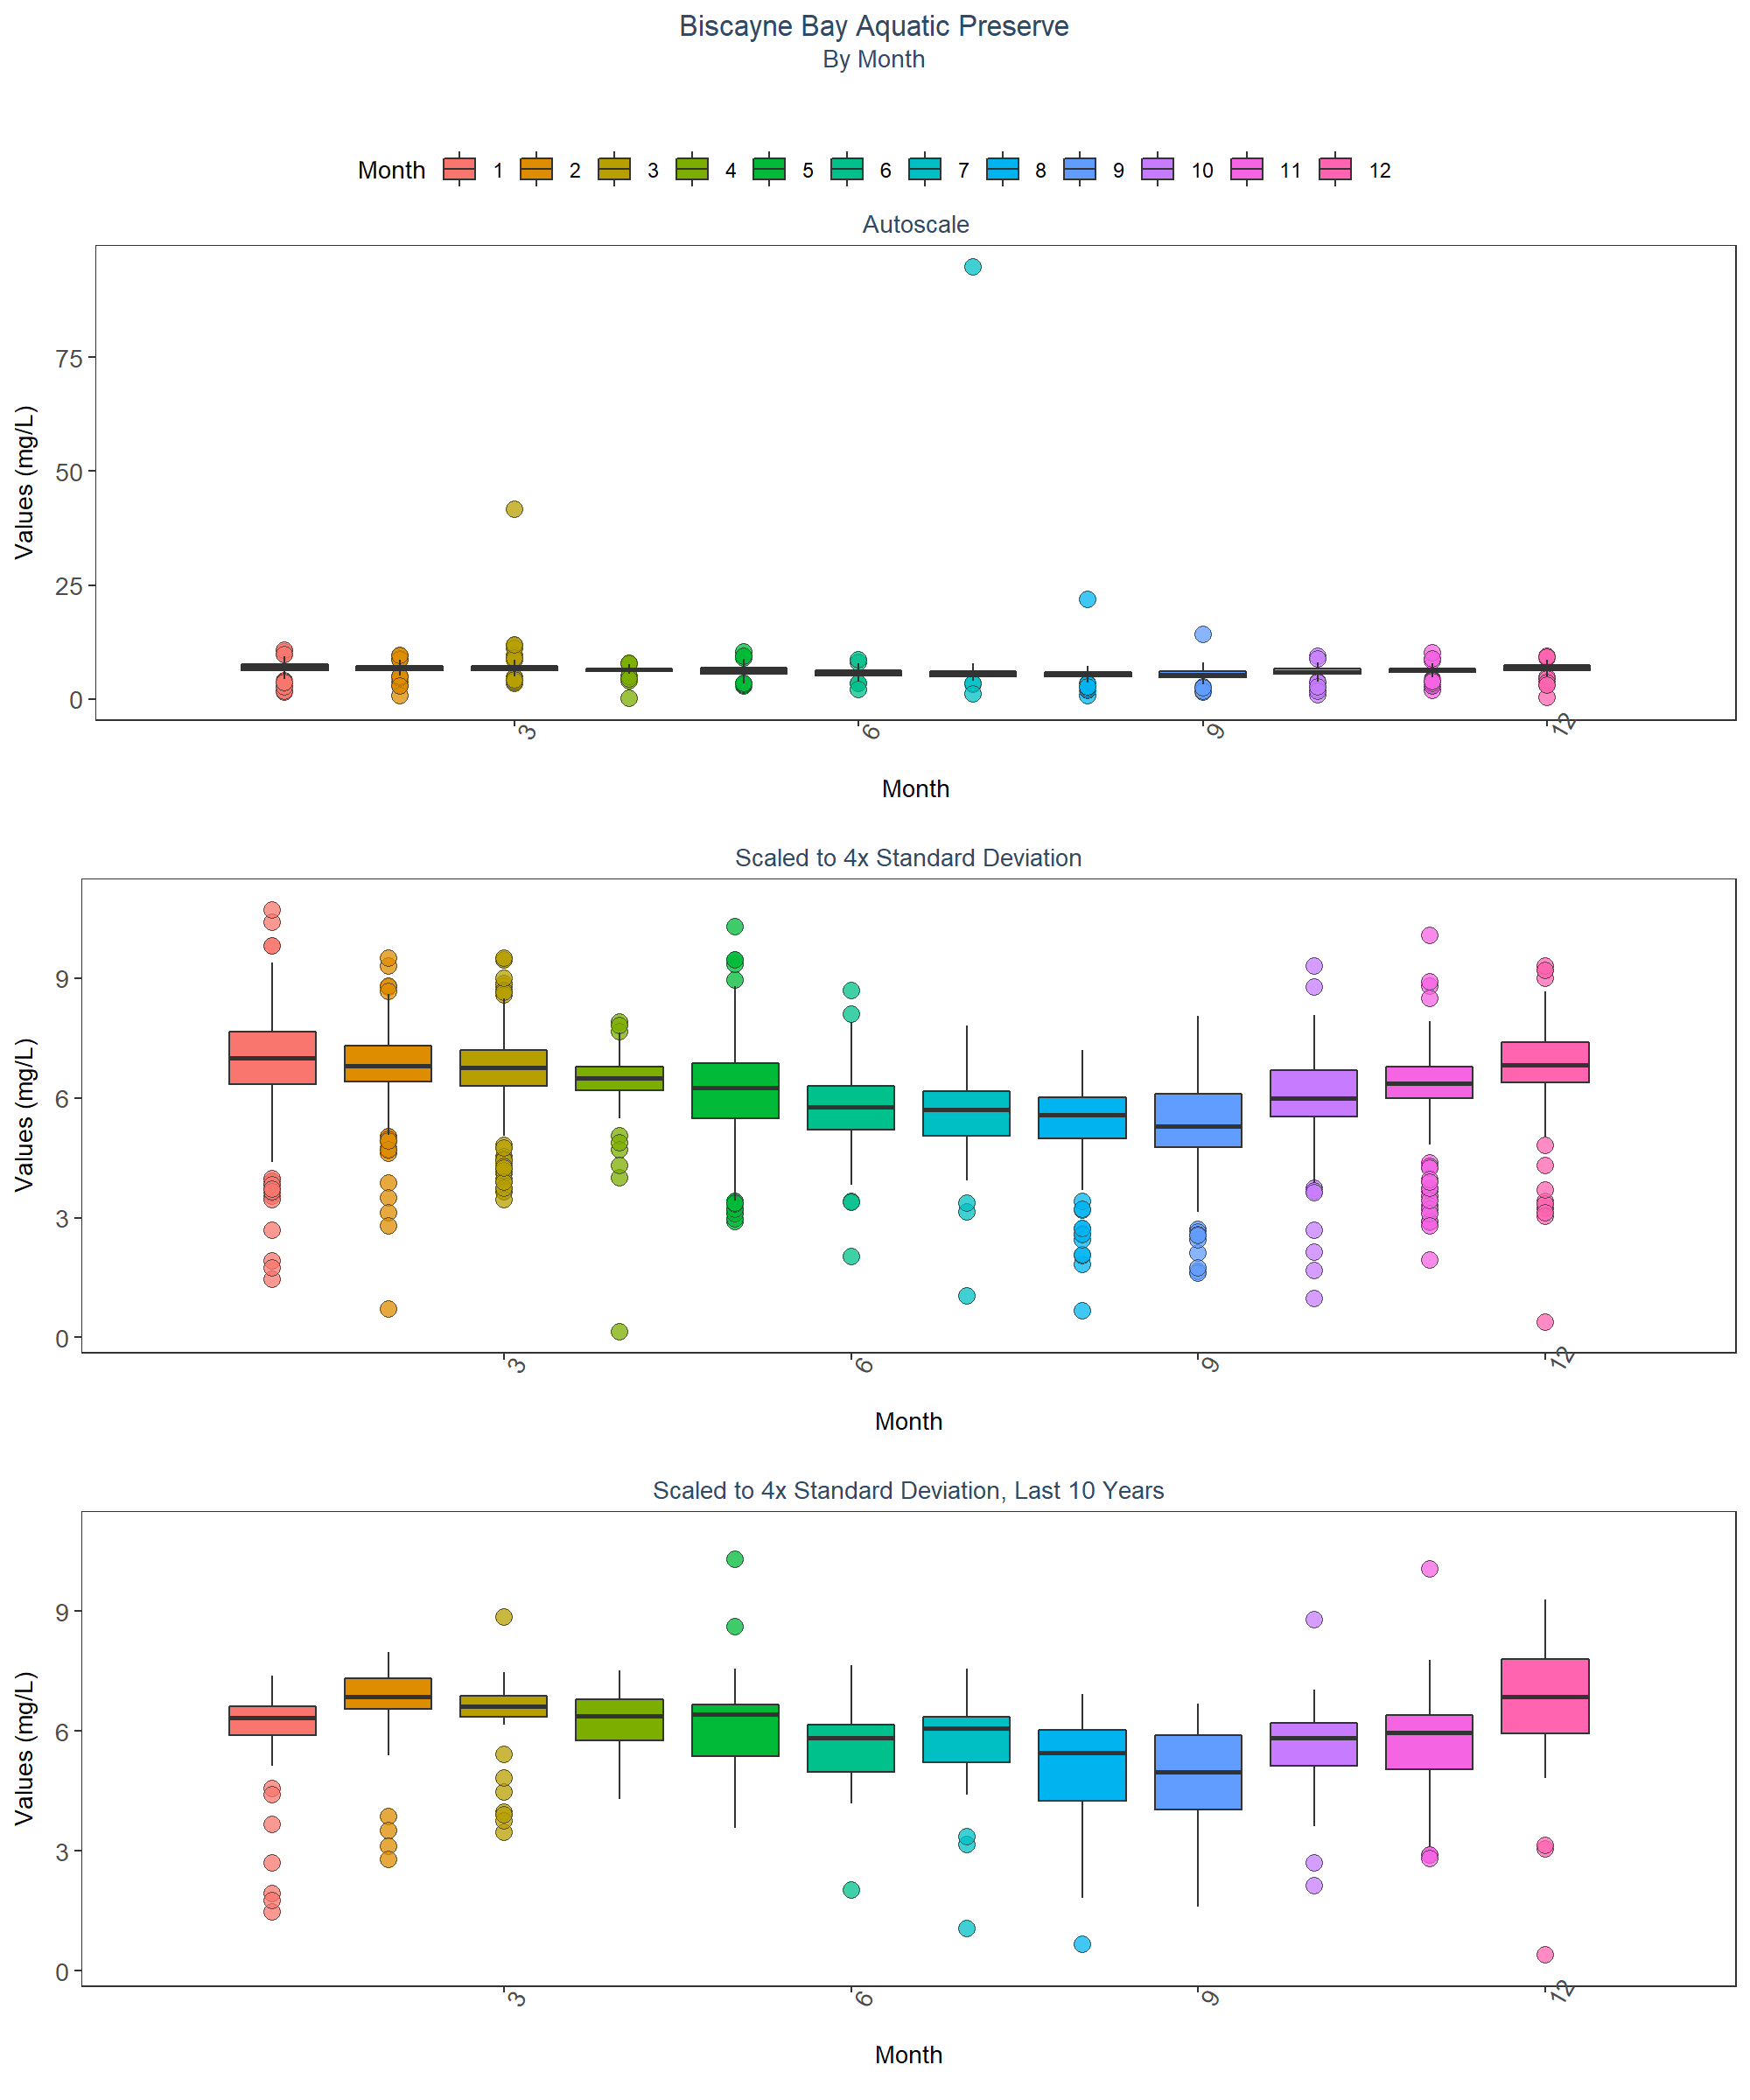 Biscayne Bay Aquatic Preserve
By Month
Month 1 2 3 4 5 6 7 8 9 10 11 12
Autoscale
Values (mg/L)
75
50
25
0
3 6 9 12
Month
Scaled to 4x Standard Deviation
Values (mg/L)
9
6
3
0
3 6 9 12
Month
Scaled to 4x Standard Deviation, Last 10 Years
Values (mg/L)
9
6
3
0
3 6 9 12
Month